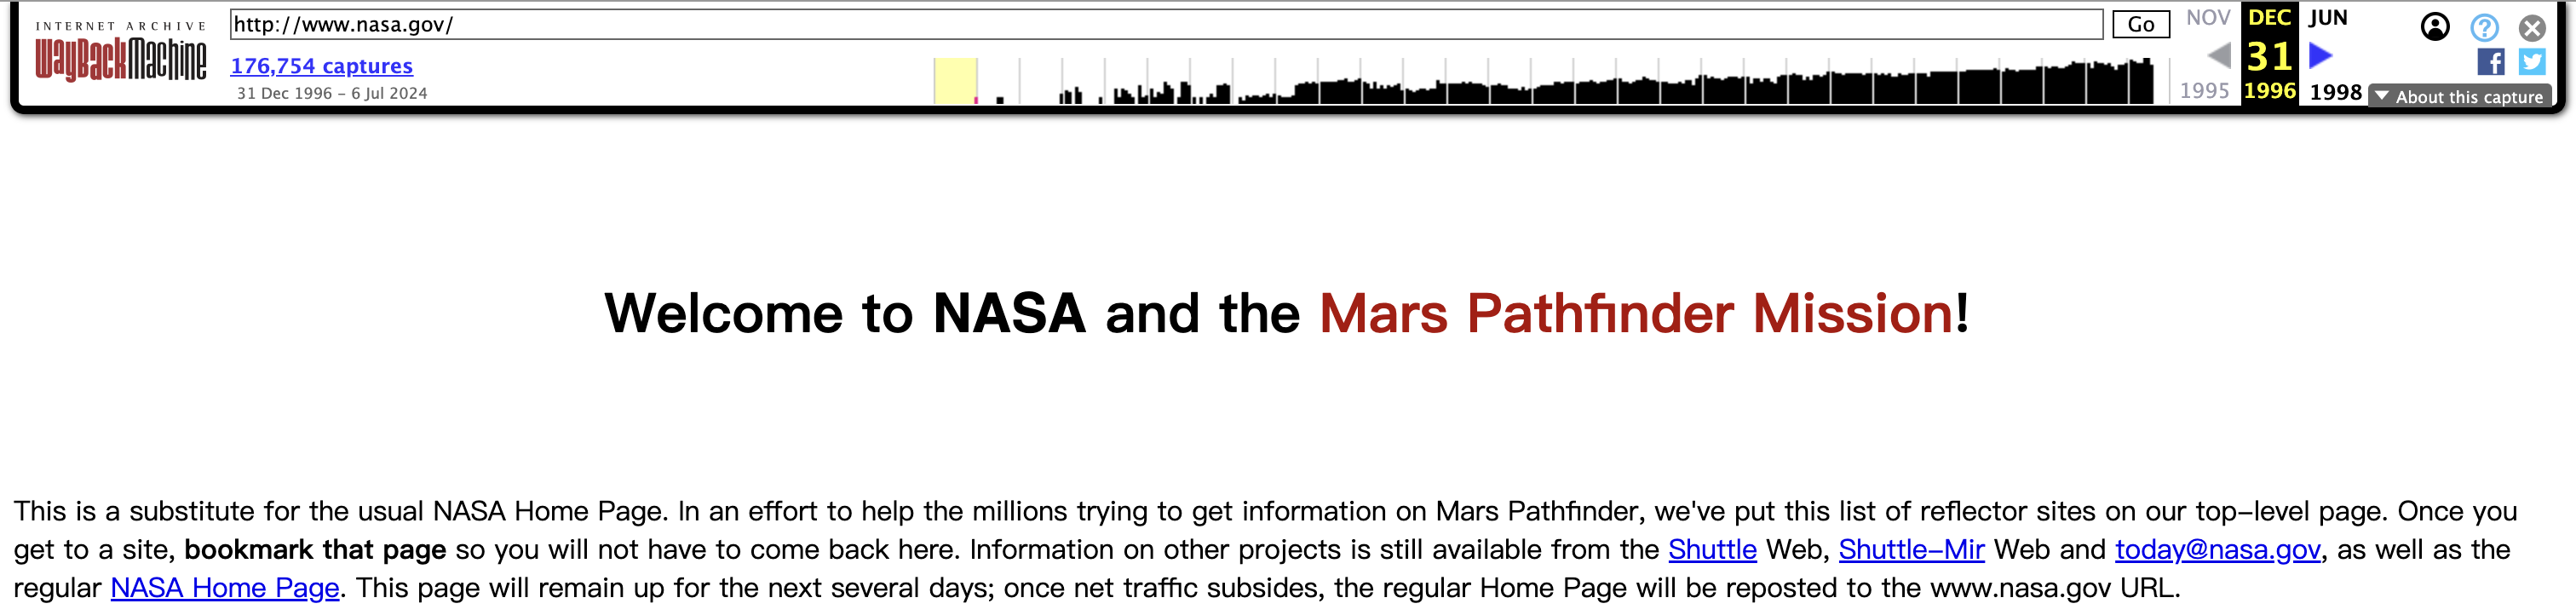 INTERNET ARCHIVE
WayBackMachine
http://www.nasa.gov/
Go
176,754 captures
31 Dec 1996 – 6 Jul 2024
NOV
DEC
JUN
31
1995
1996
1998
?
f
▼ About this capture
Welcome to NASA and the Mars Pathfinder Mission!
This is a substitute for the usual NASA Home Page. In an effort to help the millions trying to get information on Mars Pathfinder, we've put this list of reflector sites on our top–level page. Once you
get to a site, bookmark that page so you will not have to come back here. Information on other projects is still available from the Shuttle Web, Shuttle–Mir Web and today@nasa.gov, as well as the
regular NASA Home Page. This page will remain up for the next several days; once net traffic subsides, the regular Home Page will be reposted to the www.nasa.gov URL.